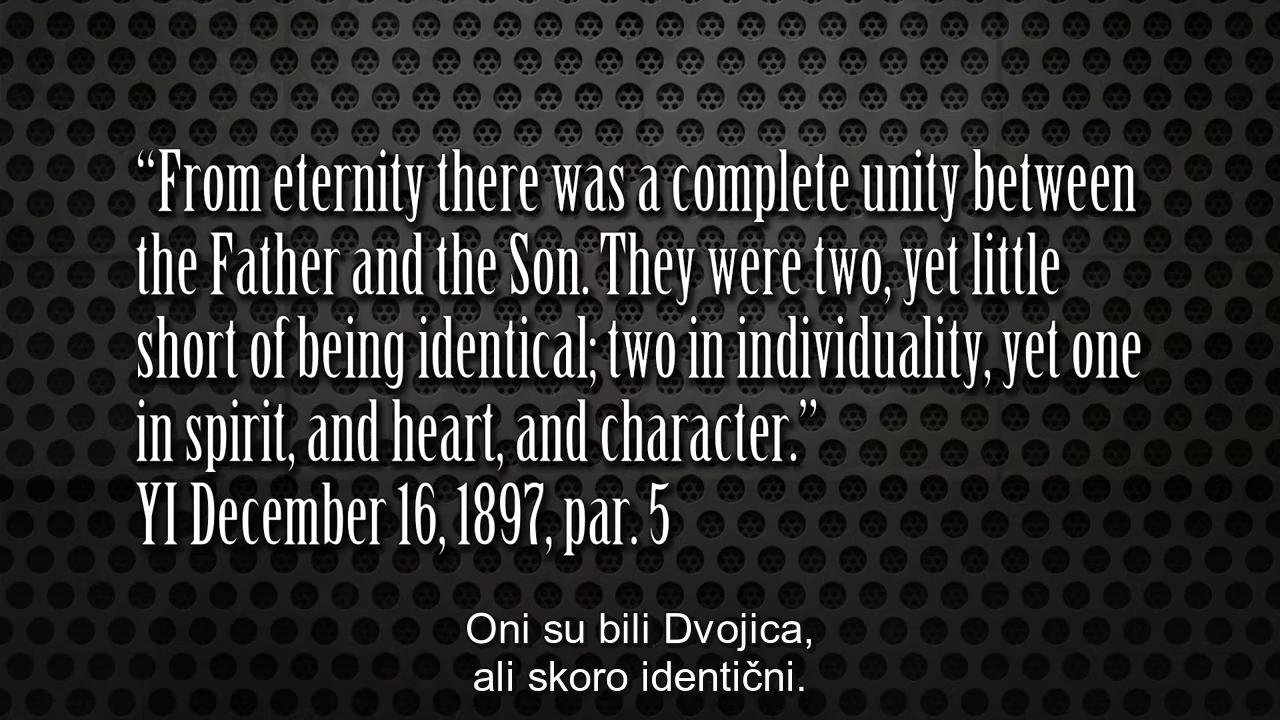 “From eternity there was a complete unity between
the Father and the Son. They were two, yet little
short of being identical; two in individuality, yet one
in spirit, and heart, and character.”
YI December 16, 1897, par. 5
Oni su bili Dvojica,
ali skoro identični.